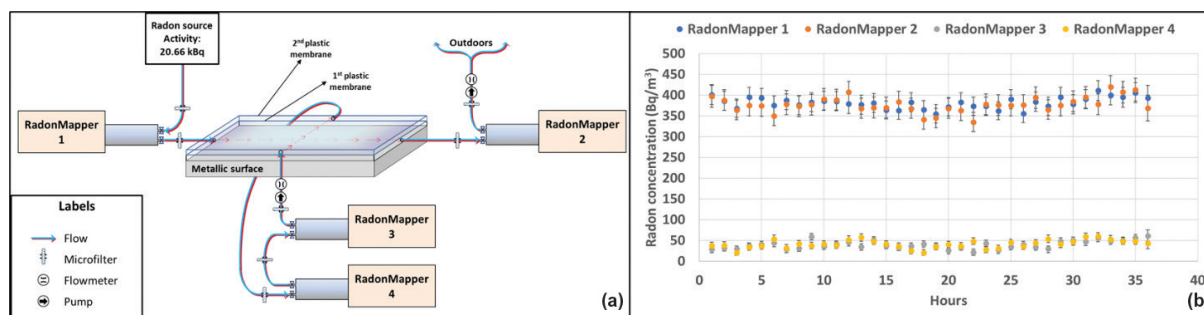 Radon source
Activity:
20.66 kBq
2nd plastic
membrane
1st plastic
membrane
Outdoors
RadonMapper
1
RadonMapper
2
Metallic surface
Labels
Flow
Microfilter
Flowmeter
Pump
RadonMapper
3
RadonMapper
4
(a)
RadonMapper 1 RadonMapper 2 RadonMapper 3 RadonMapper 4
Radon concentration (Bq/m³)
500
450
400
350
300
250
200
150
100
50
0
0 5 10 15 20 25 30 35 40
Hours
(b)